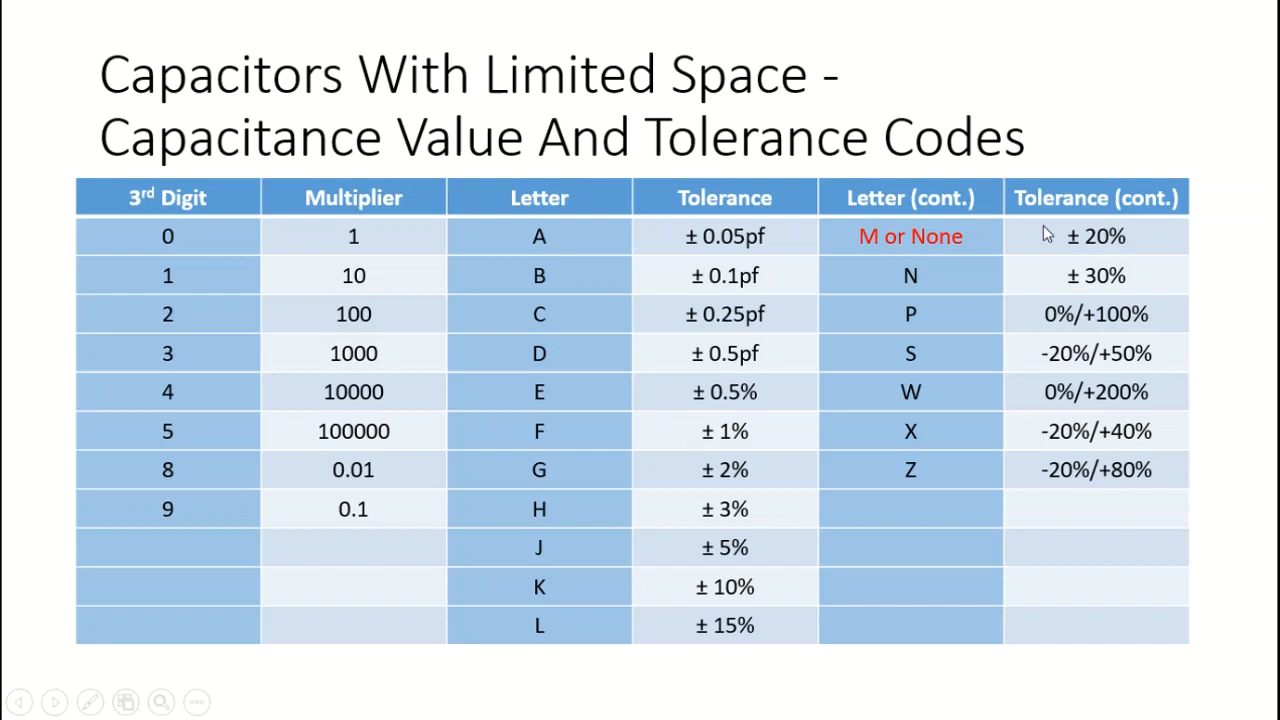 Capacitors With Limited Space -
Capacitance Value And Tolerance Codes
3rd Digit Multiplier Letter Tolerance Letter (cont.) Tolerance (cont.)
0 1 A ± 0.05pf M or None ± 20%
1 10 B ± 0.1pf N ± 30%
2 100 C ± 0.25pf P 0%/+100%
3 1000 D ± 0.5pf S -20%/+50%
4 10000 E ± 0.5% W 0%/+200%
5 100000 F ± 1% X -20%/+40%
8 0.01 G ± 2% Z -20%/+80%
9 0.1 H ± 3%
J ± 5%
K ± 10%
L ± 15%